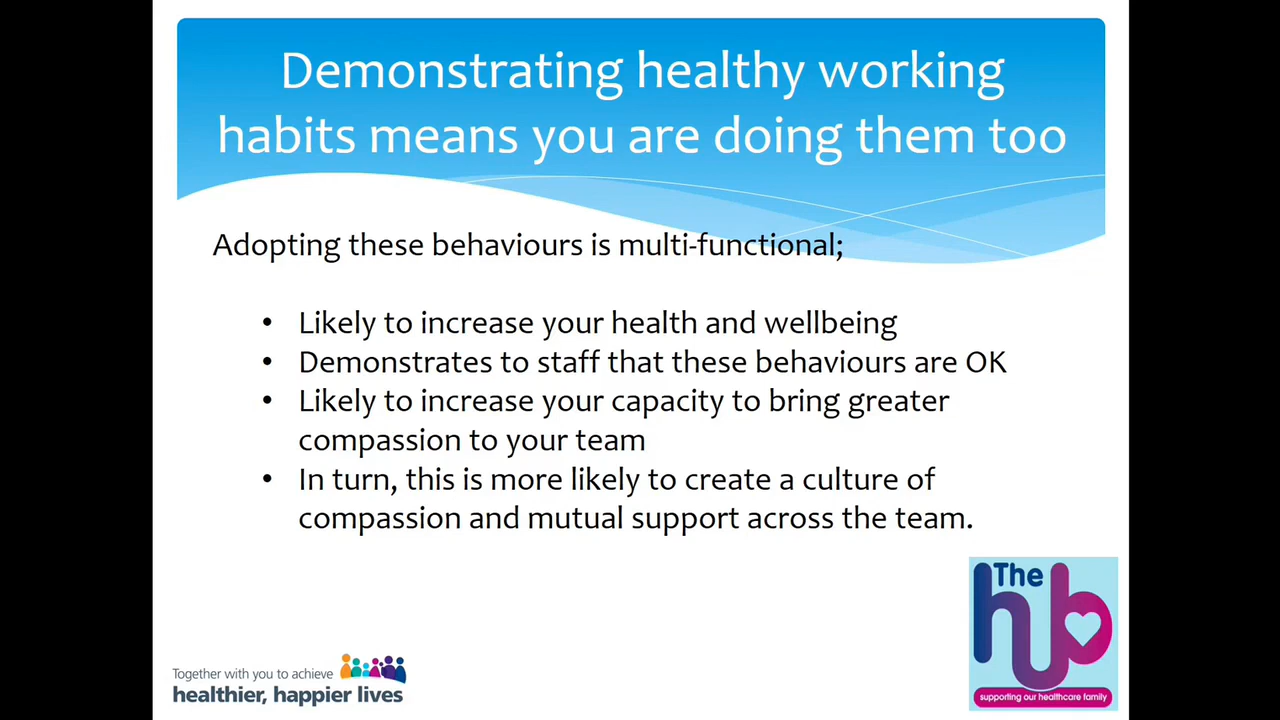 Demonstrating healthy working
habits means you are doing them too
Adopting these behaviours is multi-functional;
• Likely to increase your health and wellbeing
• Demonstrates to staff that these behaviours are OK
• Likely to increase your capacity to bring greater
compassion to your team
• In turn, this is more likely to create a culture of
compassion and mutual support across the team.
Together with you to achieve
healthier, happier lives
The
hub
supporting our healthcare family